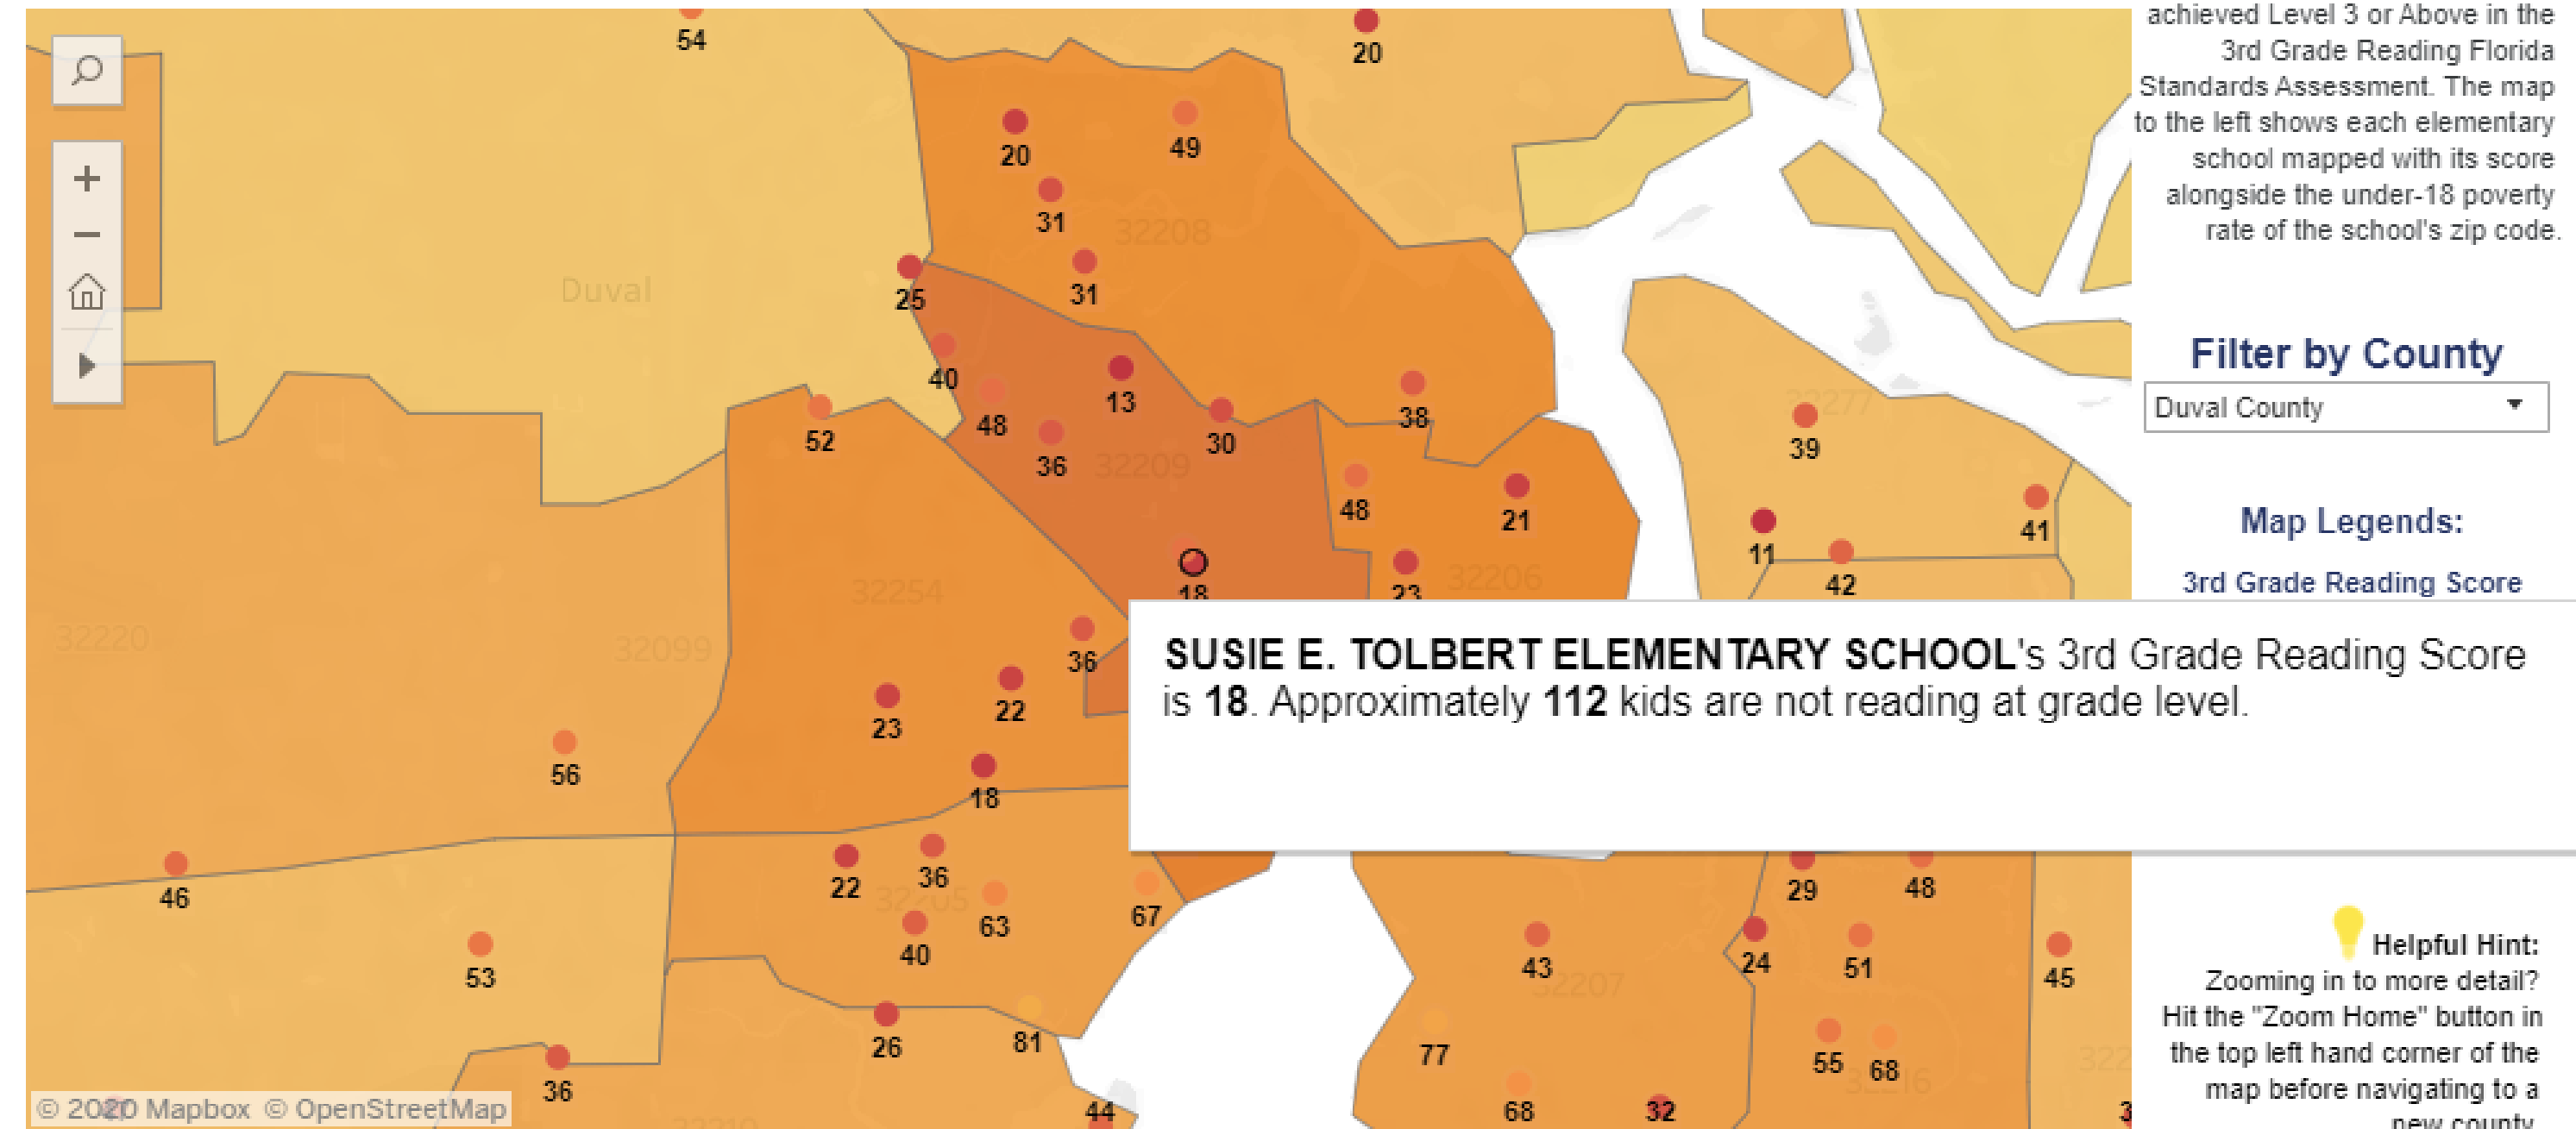 54
20
20
49
31
32208
31
Duval
25
40
48
13
36
30
32209
38
52
48
21
23
32206
32277
39
11
41
42
18
32254
32220
32099
36
23
22
18
56
46
22
36
32205
63
67
40
53
26
81
36
44
29
48
43
24
51
45
32207
77
55
68
32216
68
32
32210
© 2020 Mapbox © OpenStreetMap
achieved Level 3 or Above in the
3rd Grade Reading Florida
Standards Assessment. The map
to the left shows each elementary
school mapped with its score
alongside the under-18 poverty
rate of the school's zip code.
Filter by County
Duval County
Map Legends:
3rd Grade Reading Score
SUSIE E. TOLBERT ELEMENTARY SCHOOL's 3rd Grade Reading Score
is 18. Approximately 112 kids are not reading at grade level.
Helpful Hint:
Zooming in to more detail?
Hit the "Zoom Home" button in
the top left hand corner of the
map before navigating to a
new county.